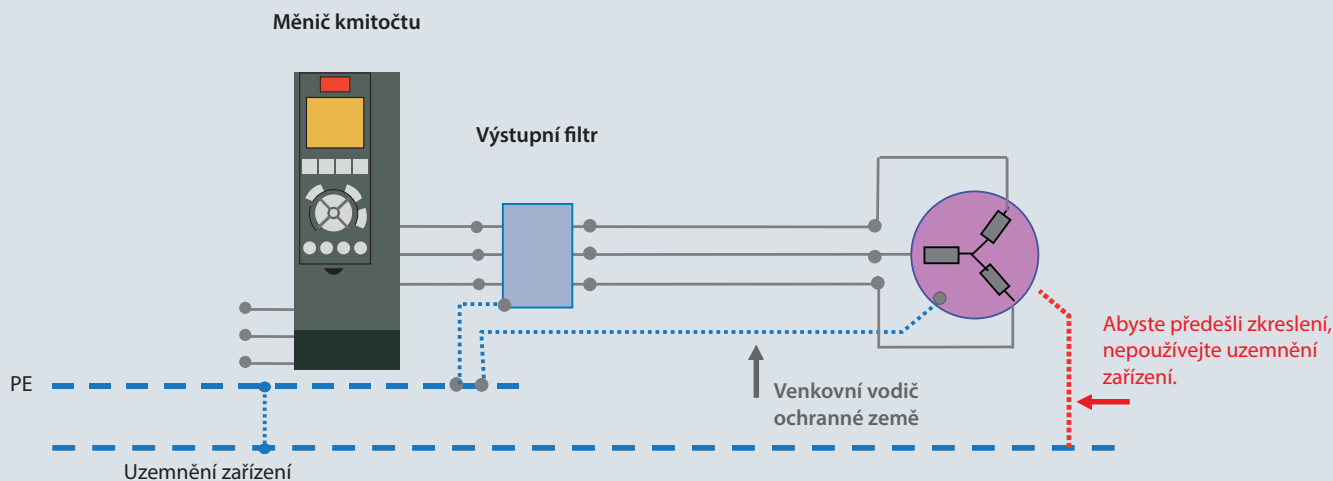 Měnič kmitočtu
Výstupní filtr
Abyste předešli zkreslení,
nepoužívejte uzemnění
zařízení.
PE
Venkovní vodič
ochranné země
Uzemnění zařízení